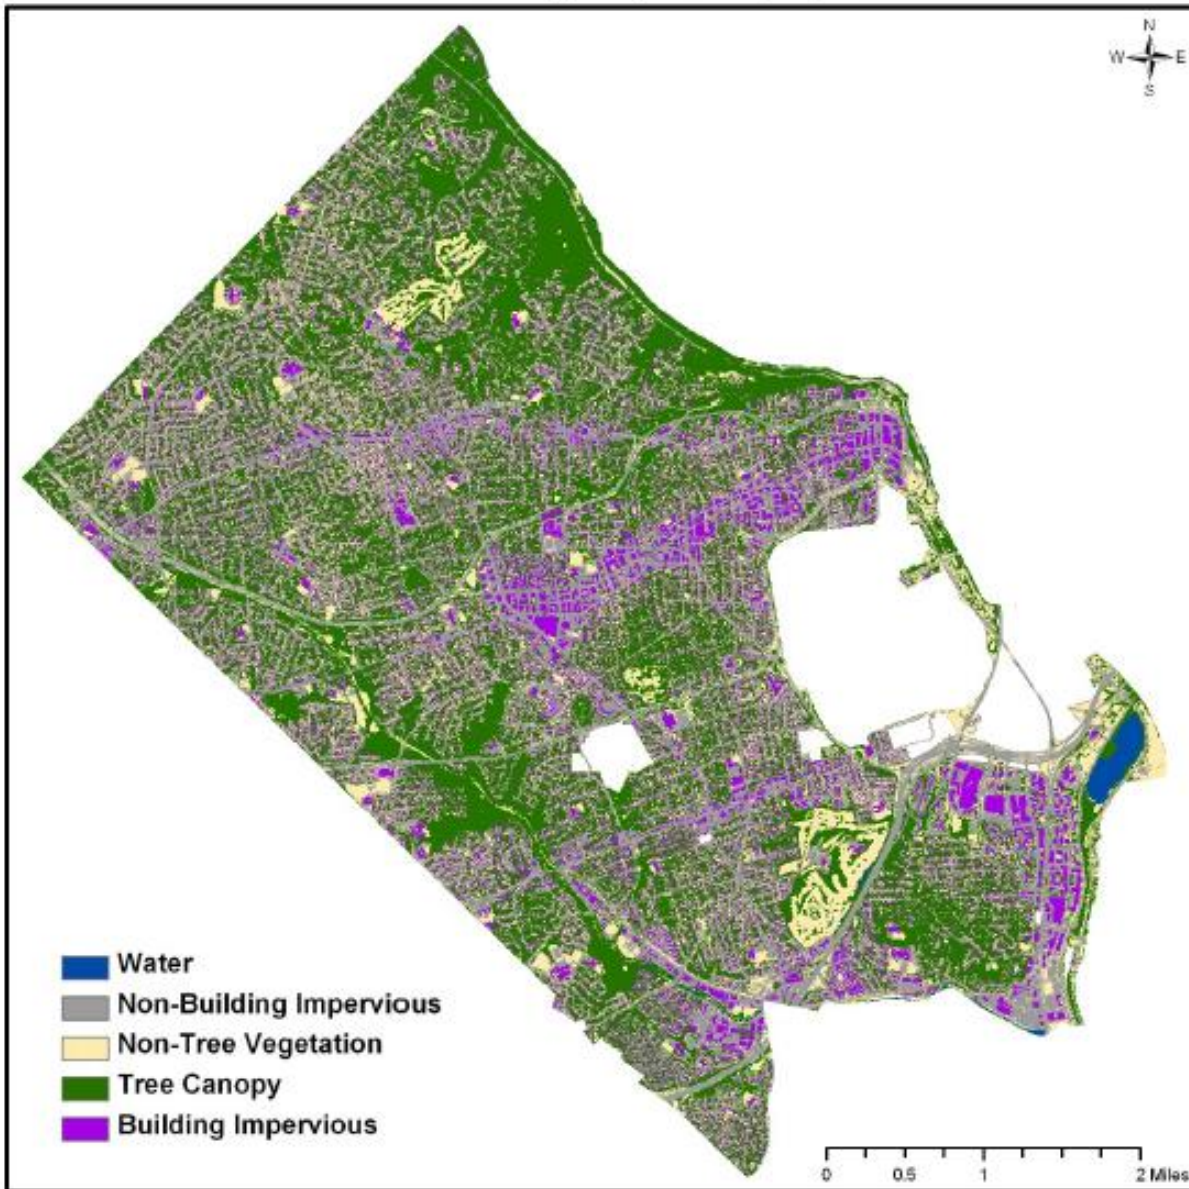 N
W E
S
Water
Non-Building Impervious
Non-Tree Vegetation
Tree Canopy
Building Impervious
0 0.5 1 2 Miles